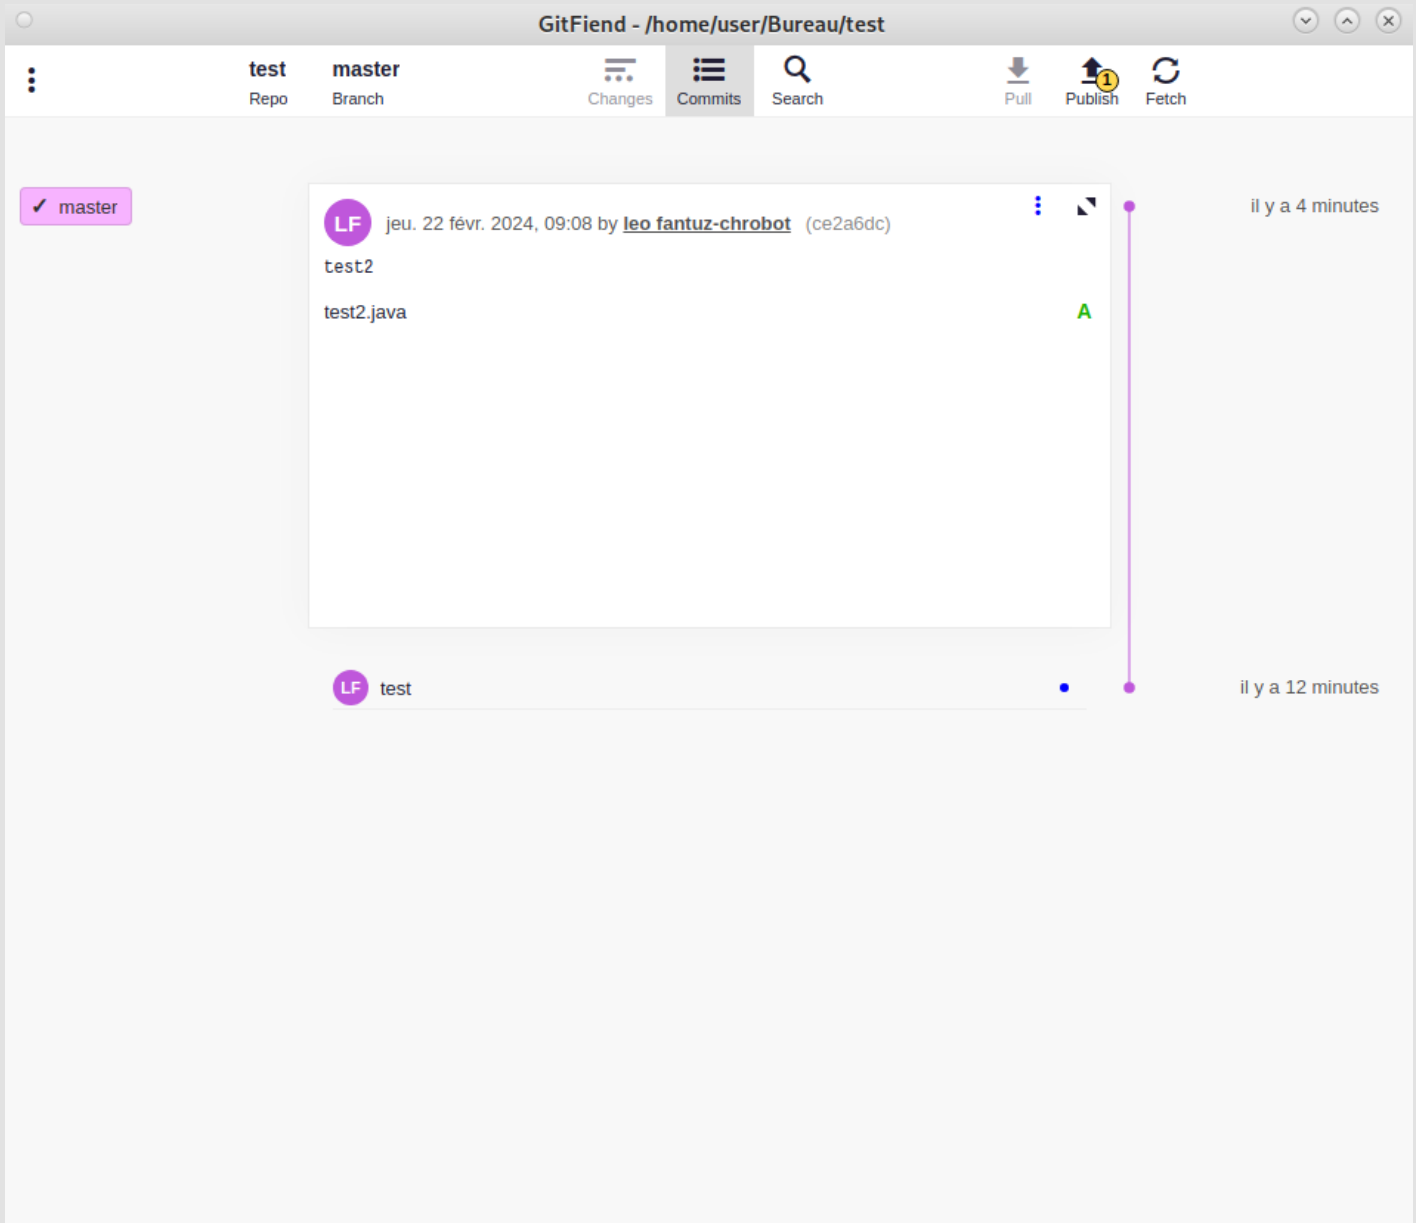 GitFiend - /home/user/Bureau/test
test master
Repo Branch Changes Commits Search Pull Publish Fetch
1
✓ master
LF jeu. 22 févr. 2024, 09:08 by leo fantuz-chrobot (ce2a6dc)
il y a 4 minutes
test2
test2.java A
LF test il y a 12 minutes